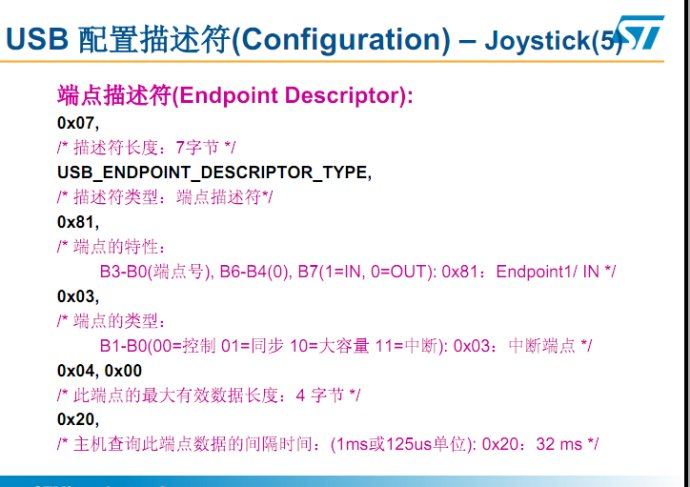 USB 配置描述符(Configuration) – Joystick(5)
ST
端点描述符(Endpoint Descriptor):
0x07,
/* 描述符长度：7字节 */
USB_ENDPOINT_DESCRIPTOR_TYPE,
/* 描述符类型：端点描述符*/
0x81,
/* 端点的特性：
B3-B0(端点号), B6-B4(0), B7(1=IN, 0=OUT): 0x81：Endpoint1/ IN */
0x03,
/* 端点的类型：
B1-B0(00=控制 01=同步 10=大容量 11=中断): 0x03：中断端点 */
0x04, 0x00
/* 此端点的最大有效数据长度：4 字节 */
0x20,
/* 主机查询此端点数据的间隔时间：(1ms或125us单位): 0x20：32 ms */